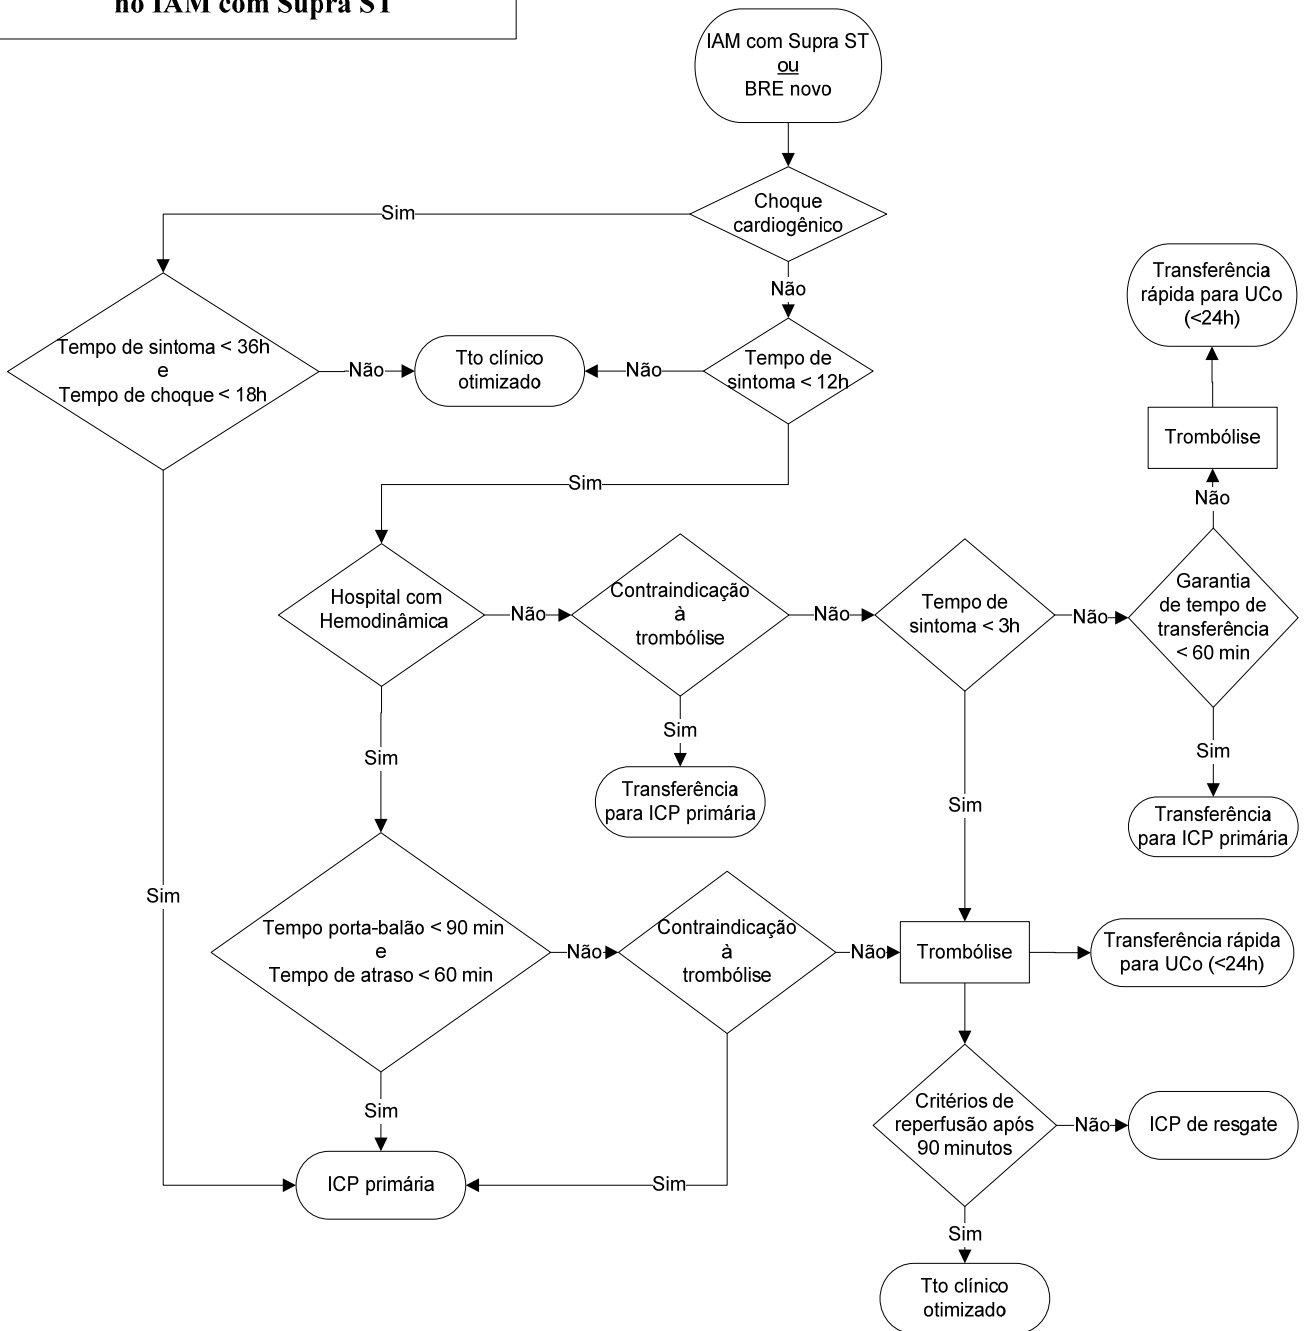 no IAM com Supra ST
IAM com Supra ST
ou
BRE novo
Choque
cardiogênico
Sim
Não
Tempo de sintoma < 36h
e
Tempo de choque < 18h
Não
Tto clínico
otimizado
Não
Tempo de
sintoma < 12h
Transferência
rápida para UCo
(<24h)
Trombólise
Não
Sim
Hospital com
Hemodinâmica
Não
Contraindicação
à
trombólise
Não
Tempo de
sintoma < 3h
Não
Garantia
de tempo de
transferência
< 60 min
Sim
Sim
Sim
Transferência
para ICP primária
Sim
Transferência
para ICP primária
Sim
Tempo porta-balão < 90 min
e
Tempo de atraso < 60 min
Não
Contraindicação
à
trombólise
Não
Trombólise
Transferência rápida
para UCo (<24h)
Sim
ICP primária
Sim
Critérios de
reperfusão após
90 minutos
Não
ICP de resgate
Sim
Tto clínico
otimizado